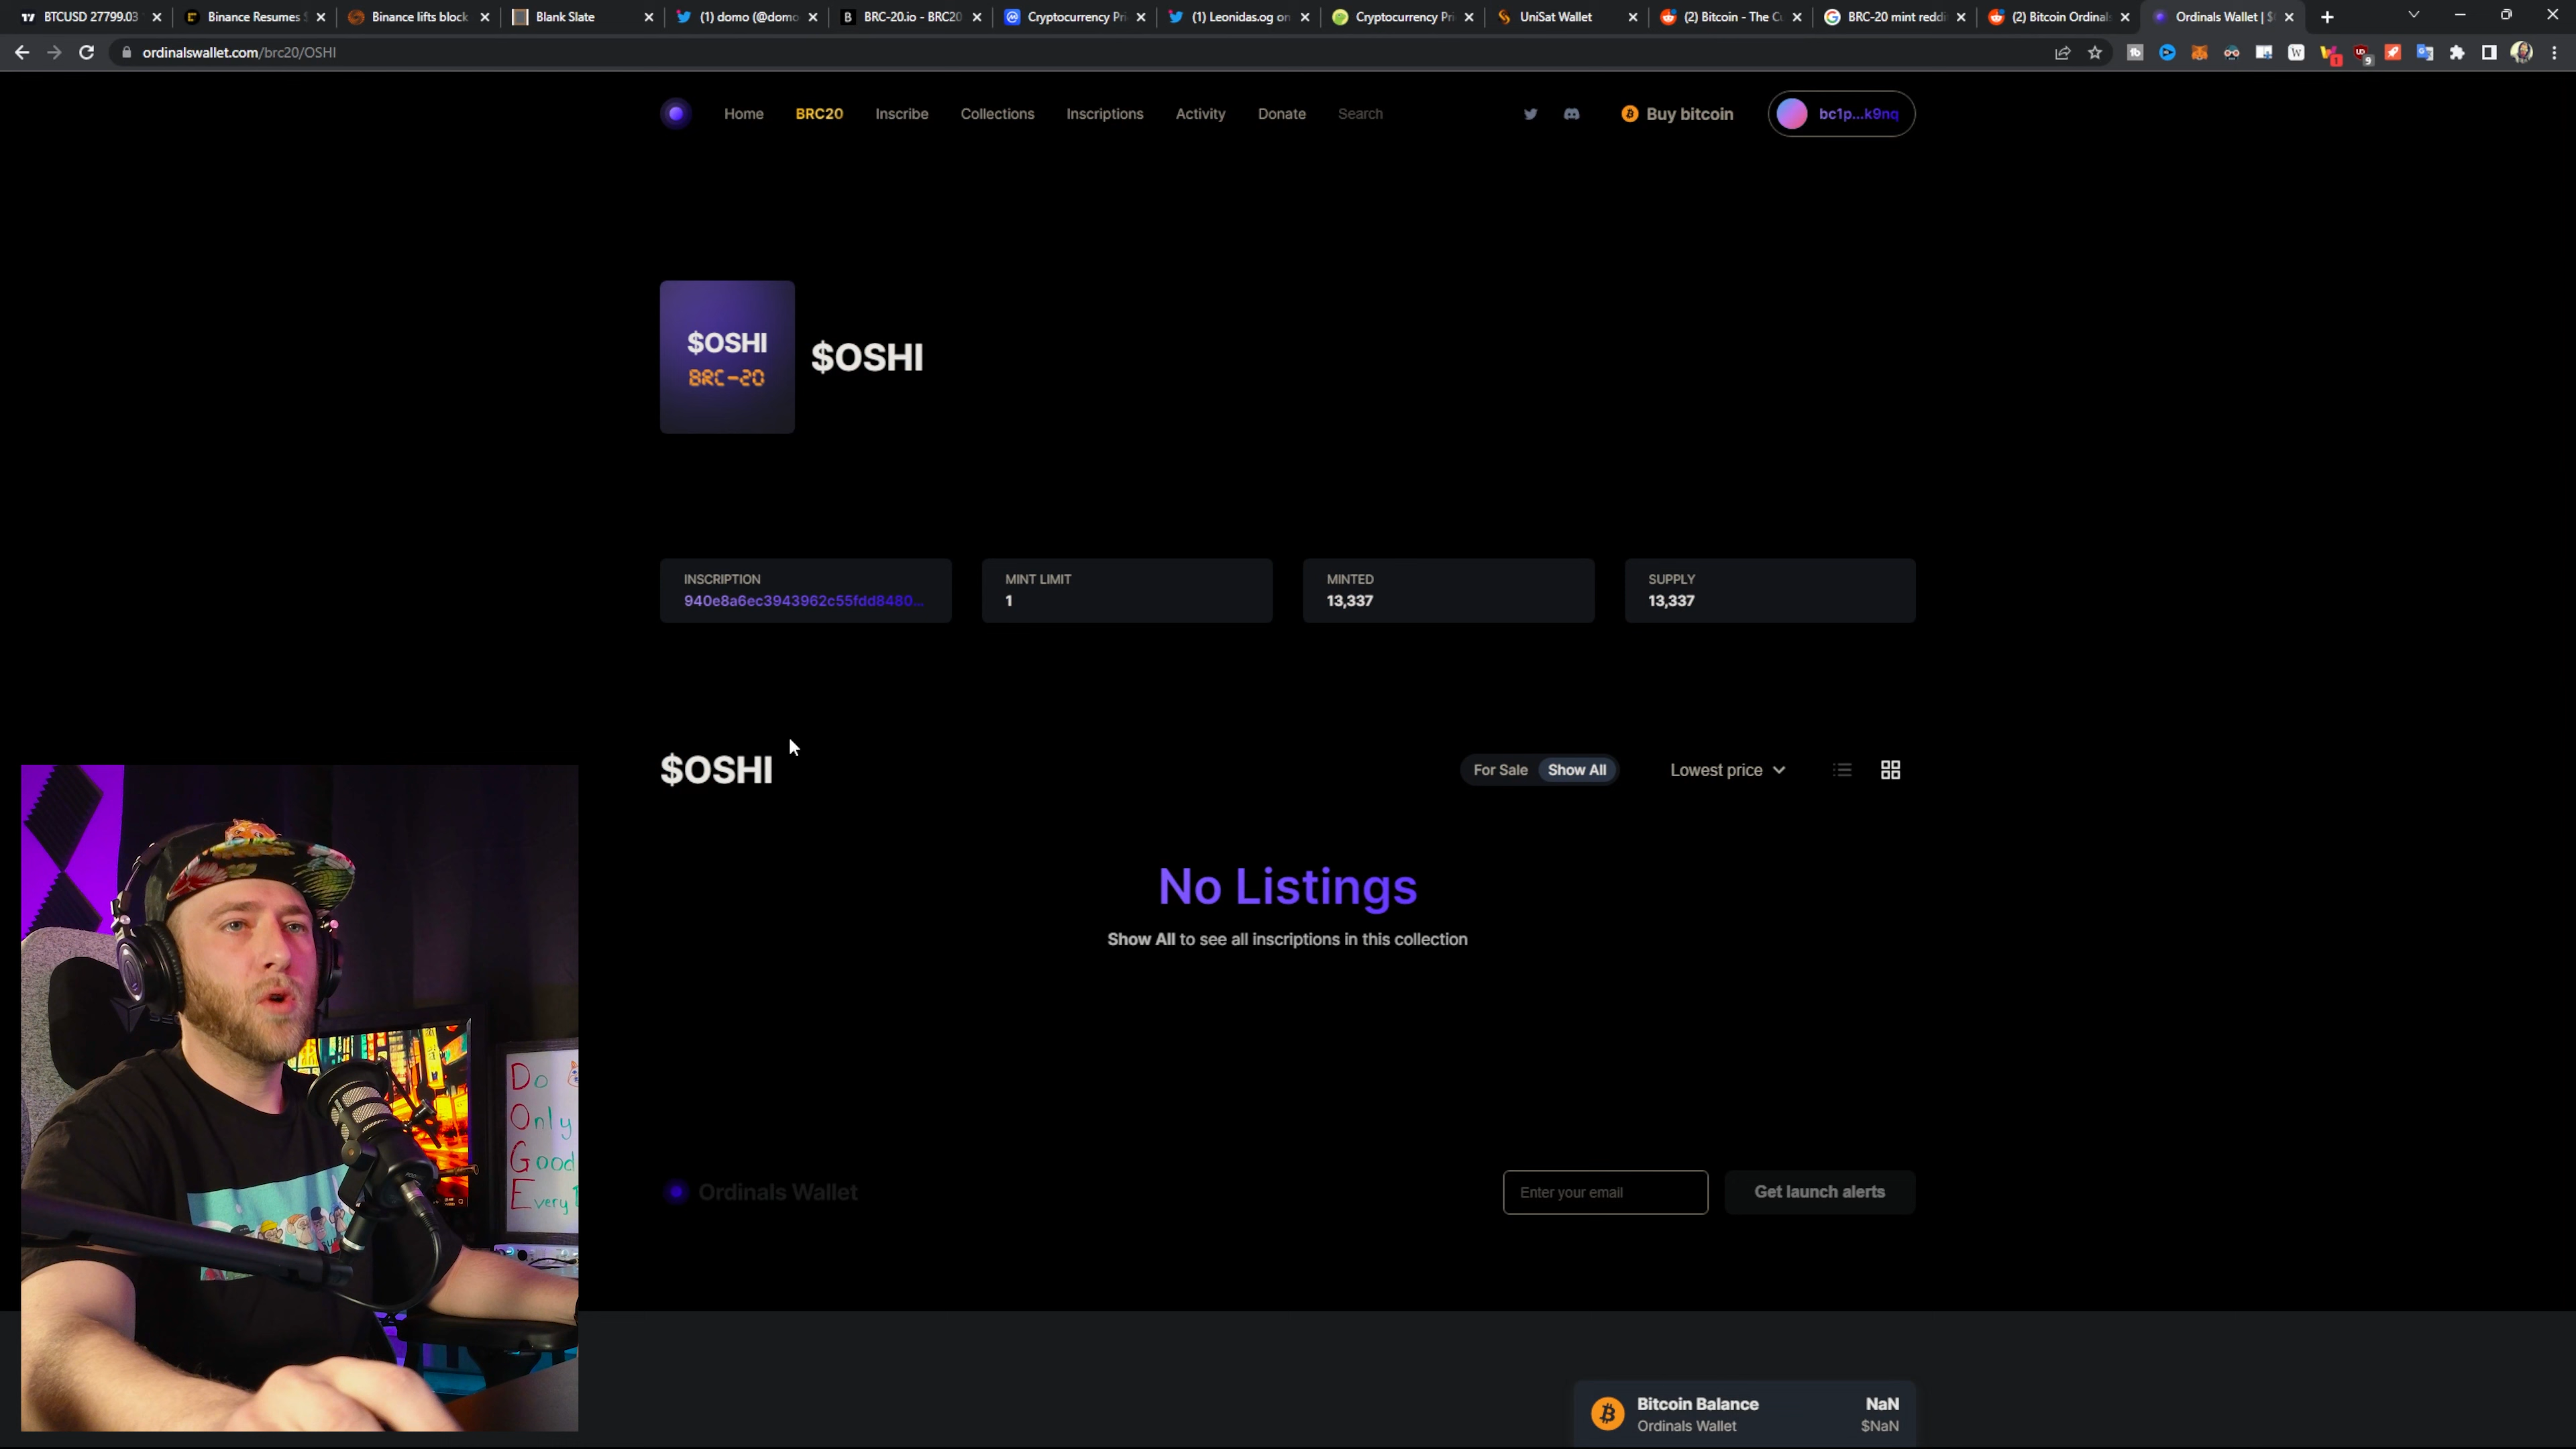 BTCUSD 27799.03
Binance Resumes
Binance lifts block
Blank Slate
(1) domo (@domo
BRC-20.io - BRC20
Cryptocurrency Pri
(1) Leonidas.og on
Cryptocurrency Pri
UniSat Wallet
(2) Bitcoin - The Cu
BRC-20 mint reddi
(2) Bitcoin Ordinal
Ordinals Wallet | $
ordinalswallet.com/brc20/OSHI
Home
BRC20
Inscribe
Collections
Inscriptions
Activity
Donate
Search
Buy bitcoin
bc1p...k9nq
$OSHI
BRC-20
$OSHI
INSCRIPTION
940e8a6ec3943962c55fdd8480...
MINT LIMIT
1
MINTED
13,337
SUPPLY
13,337
$OSHI
For Sale
Show All
Lowest price
No Listings
Show All to see all inscriptions in this collection
Do
Only
Good
Every
Ordinals Wallet
Enter your email
Get launch alerts
Bitcoin Balance
NaN
Ordinals Wallet
$NaN